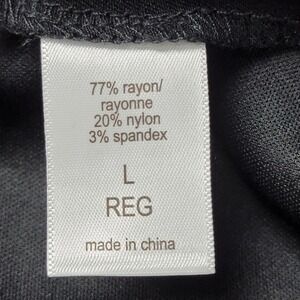 77% rayon/
rayonne
20% nylon
3% spandex
L
REG
made in china